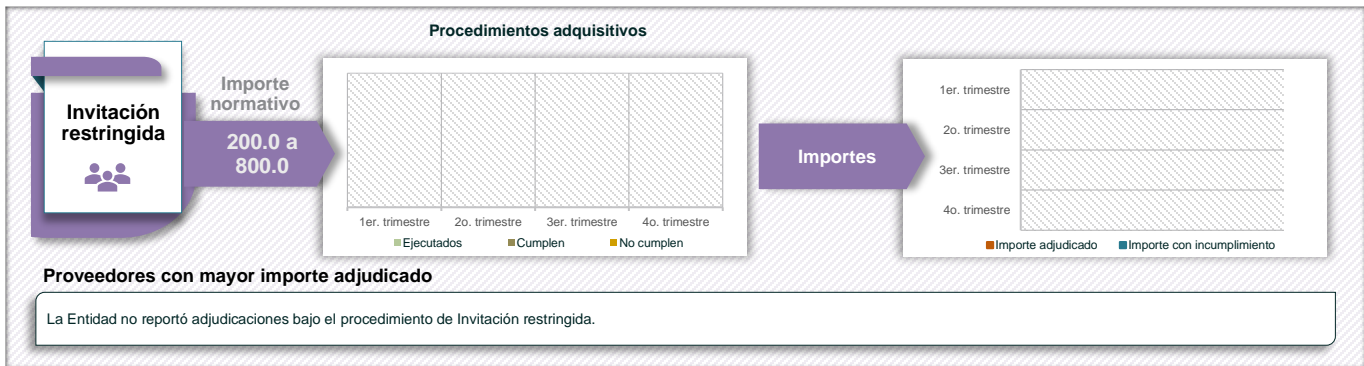 Procedimientos adquisitivos
Invitación
restringida
Importe
normativo
200.0 a
800.0
1er. trimestre 2o. trimestre 3er. trimestre 4o. trimestre
Ejecutados Cumplen No cumplen
Importes
1er. trimestre
2o. trimestre
3er. trimestre
4o. trimestre
Importe adjudicado Importe con incumplimiento
Proveedores con mayor importe adjudicado
La Entidad no reportó adjudicaciones bajo el procedimiento de Invitación restringida.